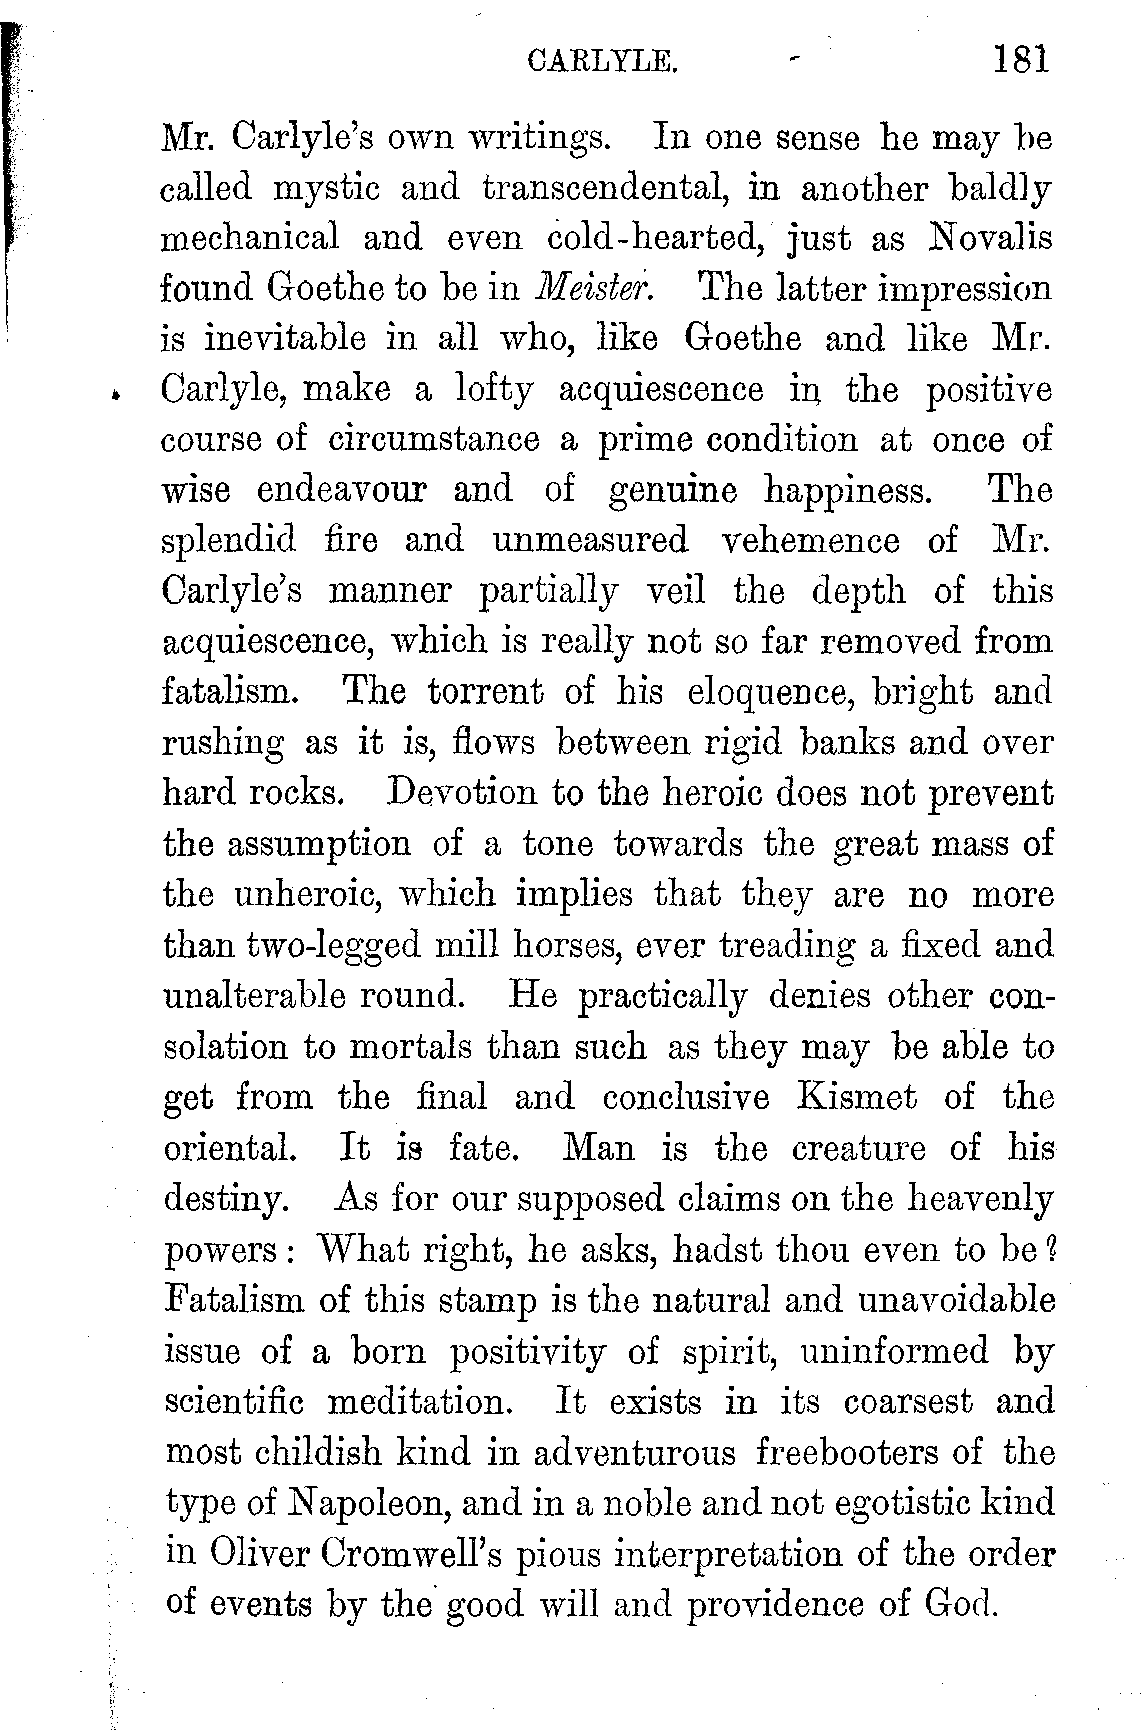 CARLYLE. 181
Mr. Carlyle's own writings. In one sense he may be
called mystic and transcendental, in another baldly
mechanical and even cold-hearted, just as Novalis
found Goethe to be in Meister. The latter impression
is inevitable in all who, like Goethe and like Mr.
Carlyle, make a lofty acquiescence in the positive
course of circumstance a prime condition at once of
wise endeavour and of genuine happiness. The
splendid fire and unmeasured vehemence of Mr.
Carlyle's manner partially veil the depth of this
acquiescence, which is really not so far removed from
fatalism. The torrent of his eloquence, bright and
rushing as it is, flows between rigid banks and over
hard rocks. Devotion to the heroic does not prevent
the assumption of a tone towards the great mass of
the unheroic, which implies that they are no more
than two-legged mill horses, ever treading a fixed and
unalterable round. He practically denies other con-
solation to mortals than such as they may be able to
get from the final and conclusive Kismet of the
oriental. It is fate. Man is the creature of his
destiny. As for our supposed claims on the heavenly
powers: What right, he asks, hadst thou even to be?
Fatalism of this stamp is the natural and unavoidable
issue of a born positivity of spirit, uninformed by
scientific meditation. It exists in its coarsest and
most childish kind in adventurous freebooters of the
type of Napoleon, and in a noble and not egotistic kind
in Oliver Cromwell's pious interpretation of the order
of events by the good will and providence of God.